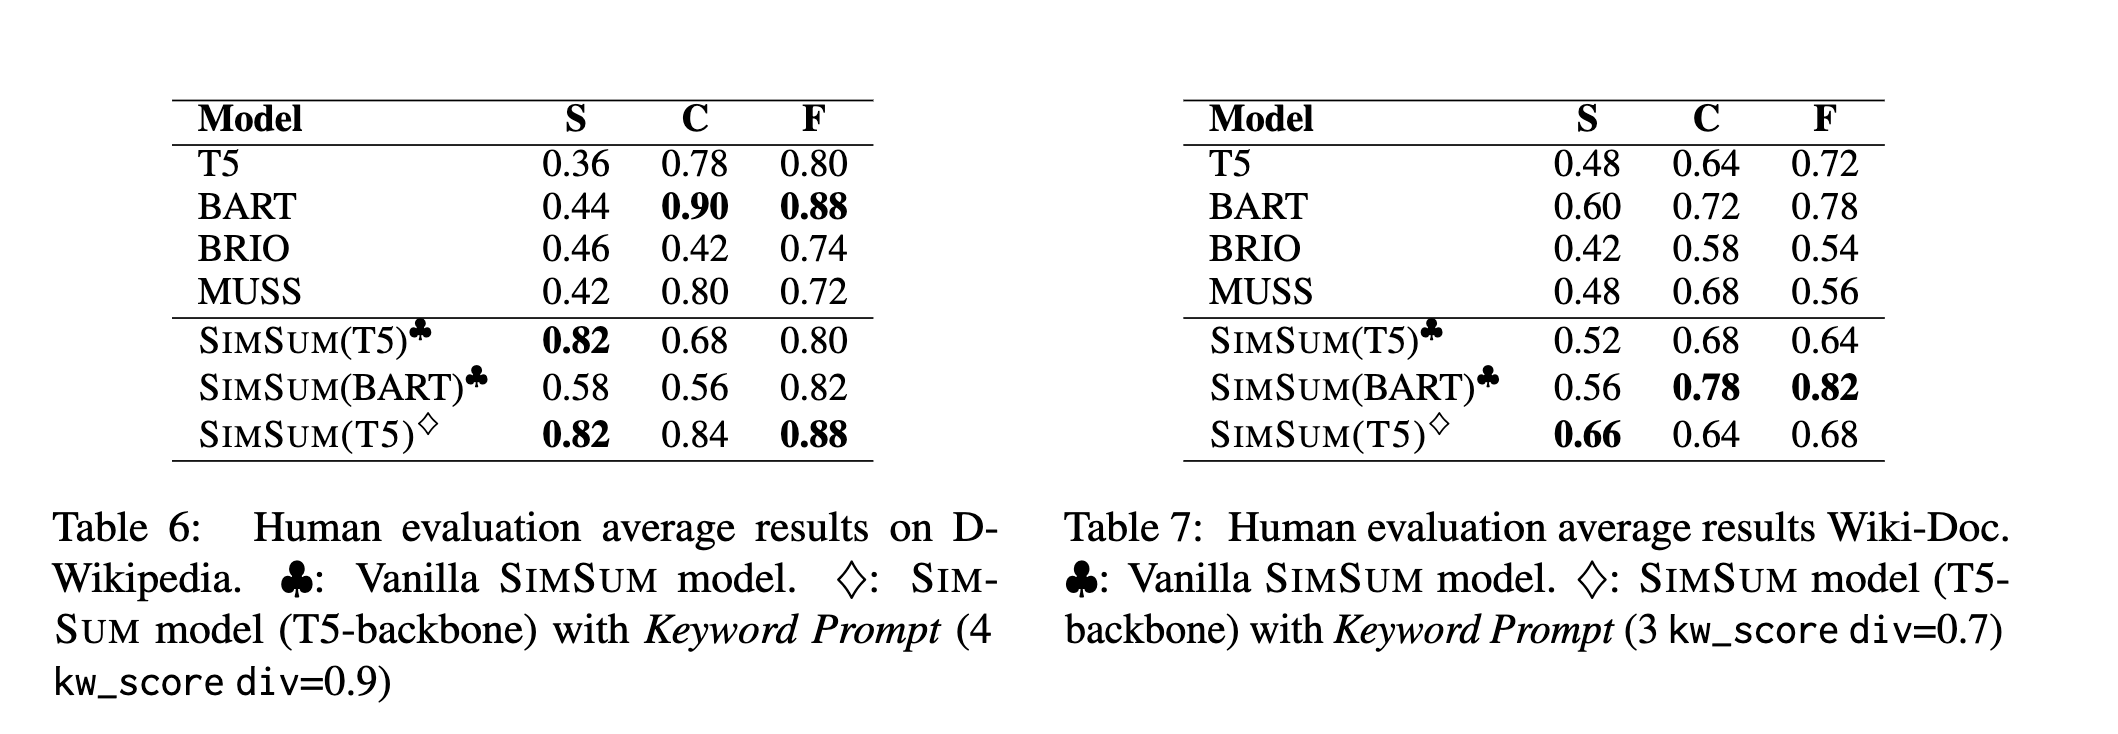 Model S C F
T5 0.36 0.78 0.80
BART 0.44 0.90 0.88
BRIO 0.46 0.42 0.74
MUSS 0.42 0.80 0.72
SIMSUM(T5)♣ 0.82 0.68 0.80
SIMSUM(BART)♣ 0.58 0.56 0.82
SIMSUM(T5)♢ 0.82 0.84 0.88
Table 6: Human evaluation average results on D-
Wikipedia. ♣: Vanilla SIMSUM model. ♢: SIM-
SUM model (T5-backbone) with Keyword Prompt (4
kw_score div=0.9)
Model S C F
T5 0.48 0.64 0.72
BART 0.60 0.72 0.78
BRIO 0.42 0.58 0.54
MUSS 0.48 0.68 0.56
SIMSUM(T5)♣ 0.52 0.68 0.64
SIMSUM(BART)♣ 0.56 0.78 0.82
SIMSUM(T5)♢ 0.66 0.64 0.68
Table 7: Human evaluation average results Wiki-Doc.
♣: Vanilla SIMSUM model. ♢: SIMSUM model (T5-
backbone) with Keyword Prompt (3 kw_score div=0.7)